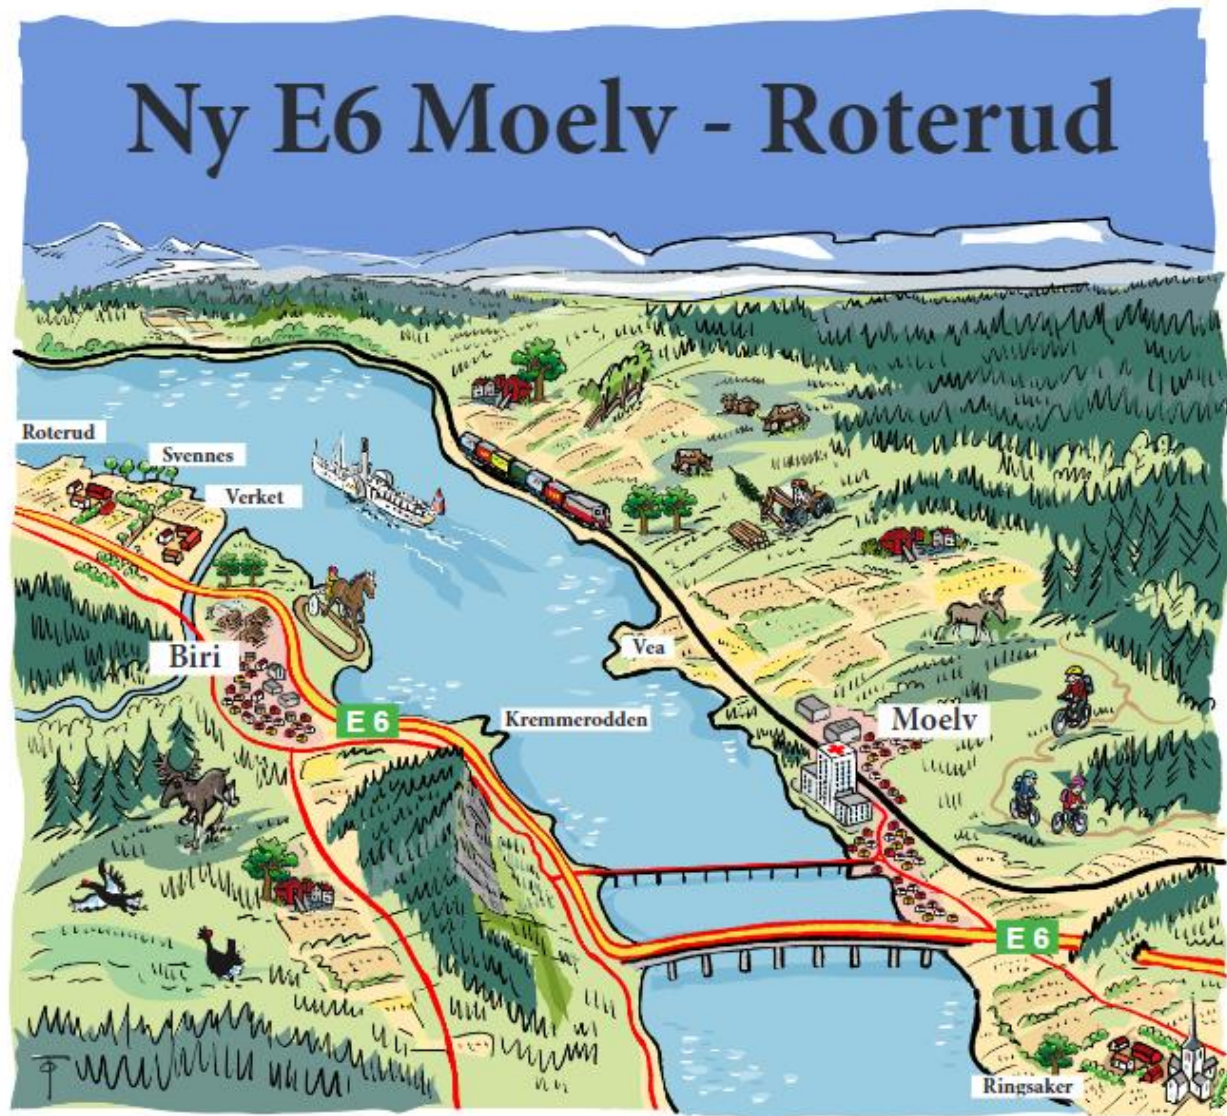 Ny E6 Moelv - Roterud
Roterud
Svennes
Verket
Biri
Vea
E 6
Kremmerodden
Moelv
E 6
Ringsaker